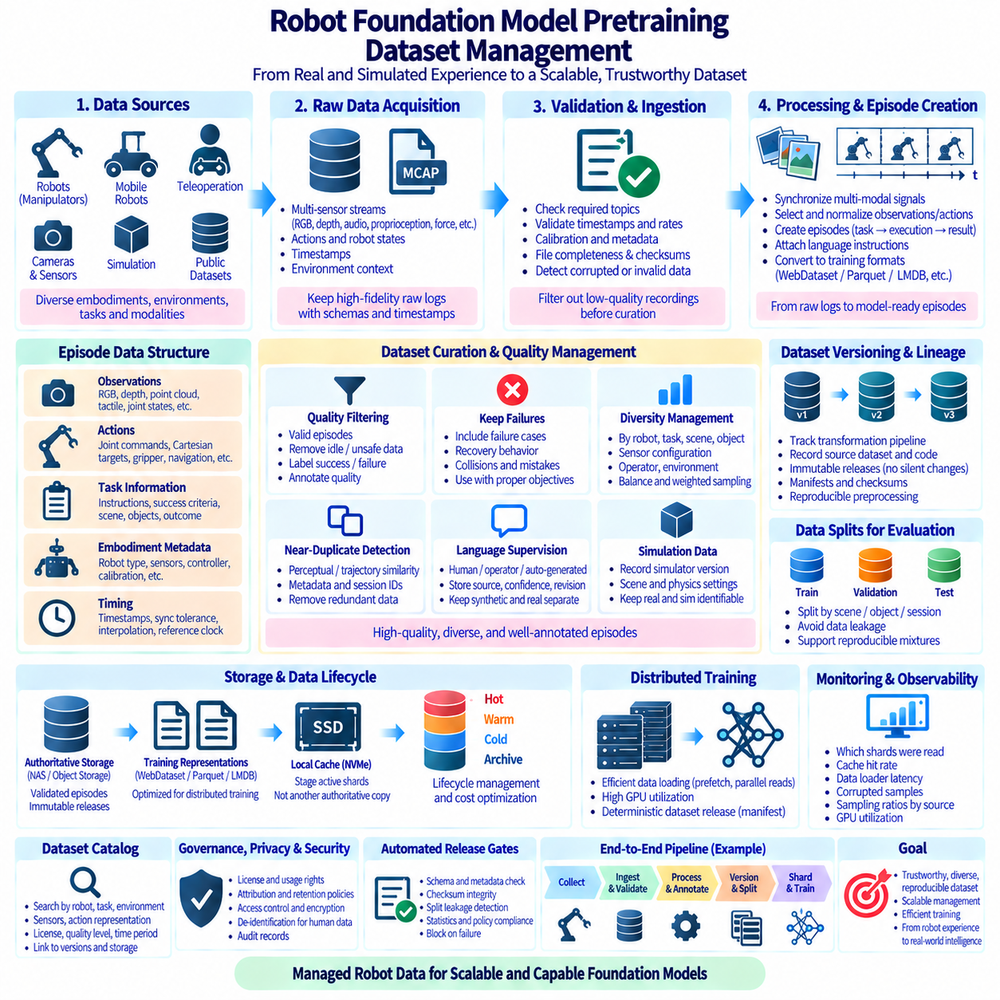 Robot Foundation Model Pretraining
Dataset Management
From Real and Simulated Experience to a Scalable, Trustworthy Dataset
1. Data Sources
Robots
(Manipulators)
Mobile
Robots
Teleoperation
Cameras
& Sensors
Simulation
Public
Datasets
Diverse embodiments, environments,
tasks and modalities
2. Raw Data Acquisition
MCAP
• Multi-sensor streams
(RGB, depth, audio, proprioception, force, etc.)
• Actions and robot states
• Timestamps
• Environment context
Keep high-fidelity raw logs
with schemas and timestamps
3. Validation & Ingestion
• Check required topics
• Validate timestamps and rates
• Calibration and metadata
• File completeness & checksums
• Detect corrupted or invalid data
Filter out low-quality recordings
before curation
4. Processing & Episode Creation
t
• Synchronize multi-modal signals
• Select and normalize observations/actions
• Create episodes (task → execution → result)
• Attach language instructions
• Convert to training formats
(WebDataset / Parquet / LMDB, etc.)
From raw logs to model-ready episodes
Episode Data Structure
Observations
RGB, depth, point cloud,
tactile, joint states, etc.
Actions
Joint commands, Cartesian
targets, gripper, navigation, etc.
Task Information
Instructions, success criteria,
scene, objects, outcome
Embodiment Metadata
Robot type, sensors, controller,
calibration, etc.
Timing
Timestamps, sync tolerance,
interpolation, reference clock
Dataset Curation & Quality Management
Quality Filtering
• Valid episodes
• Remove idle / unsafe data
• Label success / failure
• Annotate quality
Keep Failures
• Include failure cases
• Recovery behavior
• Collisions and mistakes
• Use with proper objectives
Diversity Management
• By robot, task, scene, object
• Sensor configuration
• Operator, environment
• Balance and weighted sampling
Near-Duplicate Detection
• Perceptual / trajectory similarity
• Metadata and session IDs
• Remove redundant data
Language Supervision
• Human / operator / auto-generated
• Store source, confidence, revision
• Keep synthetic and real separate
Simulation Data
• Record simulator version
• Scene and physics settings
• Keep real and sim identifiable
High-quality, diverse, and well-annotated episodes
Dataset Versioning & Lineage
v1
v2
v3
• Track transformation pipeline
• Record source dataset and code
• Immutable releases (no silent changes)
• Manifests and checksums
• Reproducible preprocessing
Data Splits for Evaluation
Train
Validation
Test
• Split by scene / object / session
• Avoid data leakage
• Support reproducible mixtures
Storage & Data Lifecycle
Authoritative Storage
(NAS / Object Storage)
Validated episodes
Immutable releases
Training Representations
(WebDataset / Parquet / LMDB)
Optimized for distributed training
SSD
Local Cache (NVMe)
Stage active shards
Not another authoritative copy
Hot
Warm
Cold
Archive
Lifecycle management
and cost optimization
Distributed Training
• Efficient data loading (prefetch, parallel reads)
• High GPU utilization
• Deterministic dataset release (manifest)
Monitoring & Observability
• Which shards were read
• Cache hit rate
• Data loader latency
• Corrupted samples
• Sampling ratios by source
• GPU utilization
Dataset Catalog
• Search by robot, task, environment
• Sensors, action representation
• License, quality level, time period
• Link to versions and storage
Governance, Privacy & Security
• License and usage rights
• Attribution and retention policies
• Access control and encryption
• De-identification for human data
• Audit records
Automated Release Gates
• Schema and metadata check
• Checksum integrity
• Split leakage detection
• Statistics and policy compliance
• Block on failure
End-to-End Pipeline (Example)
Collect
Ingest
& Validate
Process
& Annotate
Version
& Split
Shard
& Train
Goal
• Trustworthy, diverse,
reproducible dataset
• Scalable management
• Efficient training
• From robot experience
to real-world intelligence
Managed Robot Data for Scalable and Capable Foundation Models